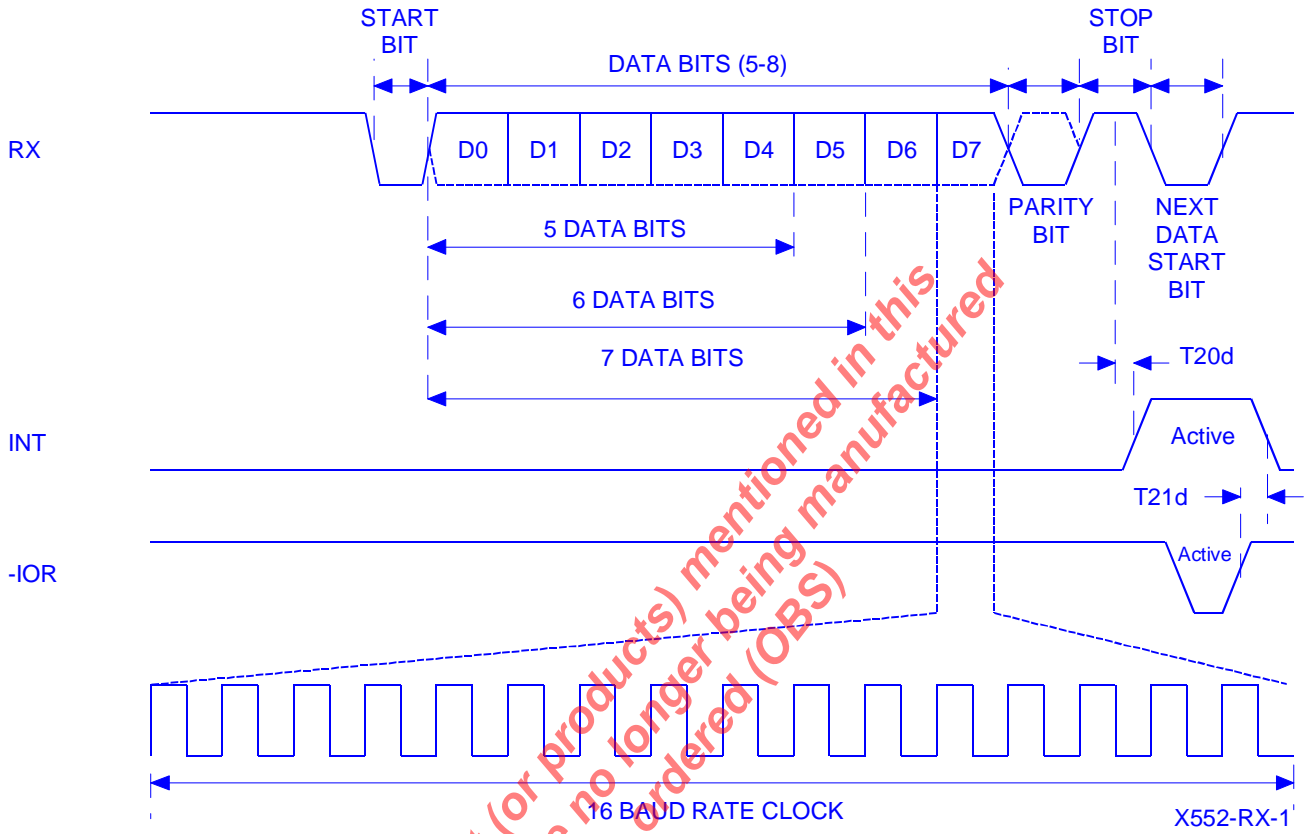 START
BIT
STOP
BIT
DATA BITS (5-8)
RX
D0 D1 D2 D3 D4 D5 D6 D7
PARITY
BIT
NEXT
DATA
START
BIT
5 DATA BITS
6 DATA BITS
7 DATA BITS
T20d
INT
Active
T21d
-IOR
Active
16 BAUD RATE CLOCK
X552-RX-1
(or products) mentioned in this
no longer being manufactured
ordered (OBS)